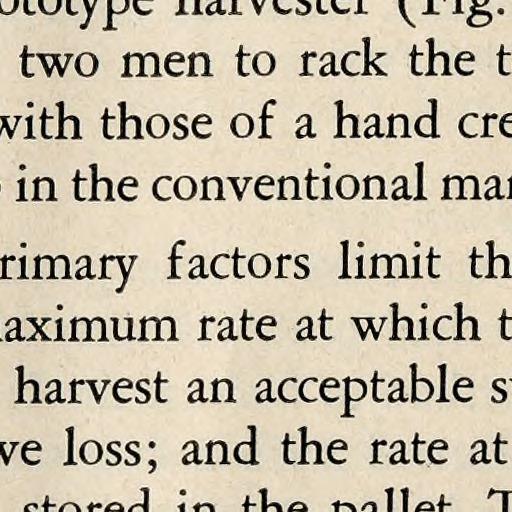 ototype harvester (Fig.
two men to rack the t
with those of a hand cre
in the conventional man
rimary factors limit th
aximum rate at which t
harvest an acceptable s
ve loss; and the rate at
stored in the pallet. T